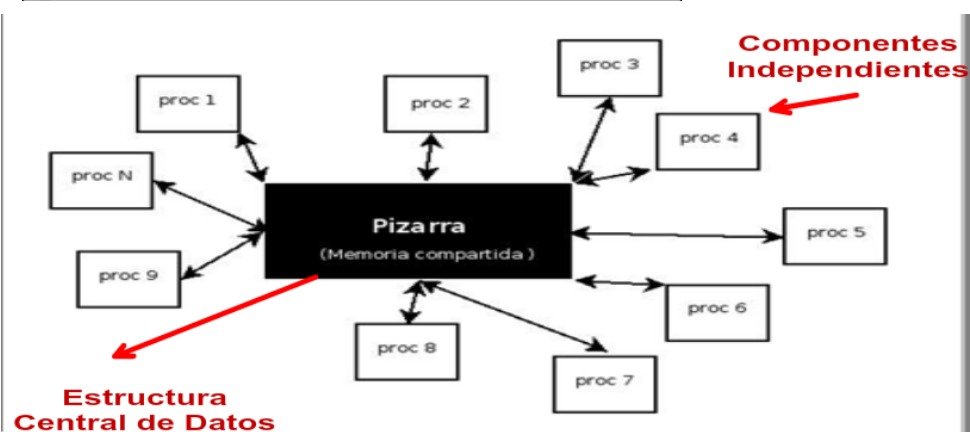 Componentes
Independientes
proc 3
proc 1
proc 2
proc 4
proc N
Pizarra
(Memoria compartida)
proc 5
proc 9
proc 6
proc 8
proc 7
Estructura
Central de Datos